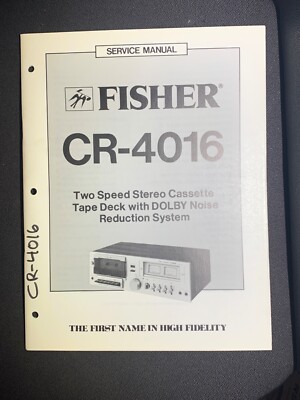 SERVICE MANUAL
FISHER®
CR-4016
Two Speed Stereo Cassette
Tape Deck with DOLBY Noise
Reduction System
THE FIRST NAME IN HIGH FIDELITY
CR-4016